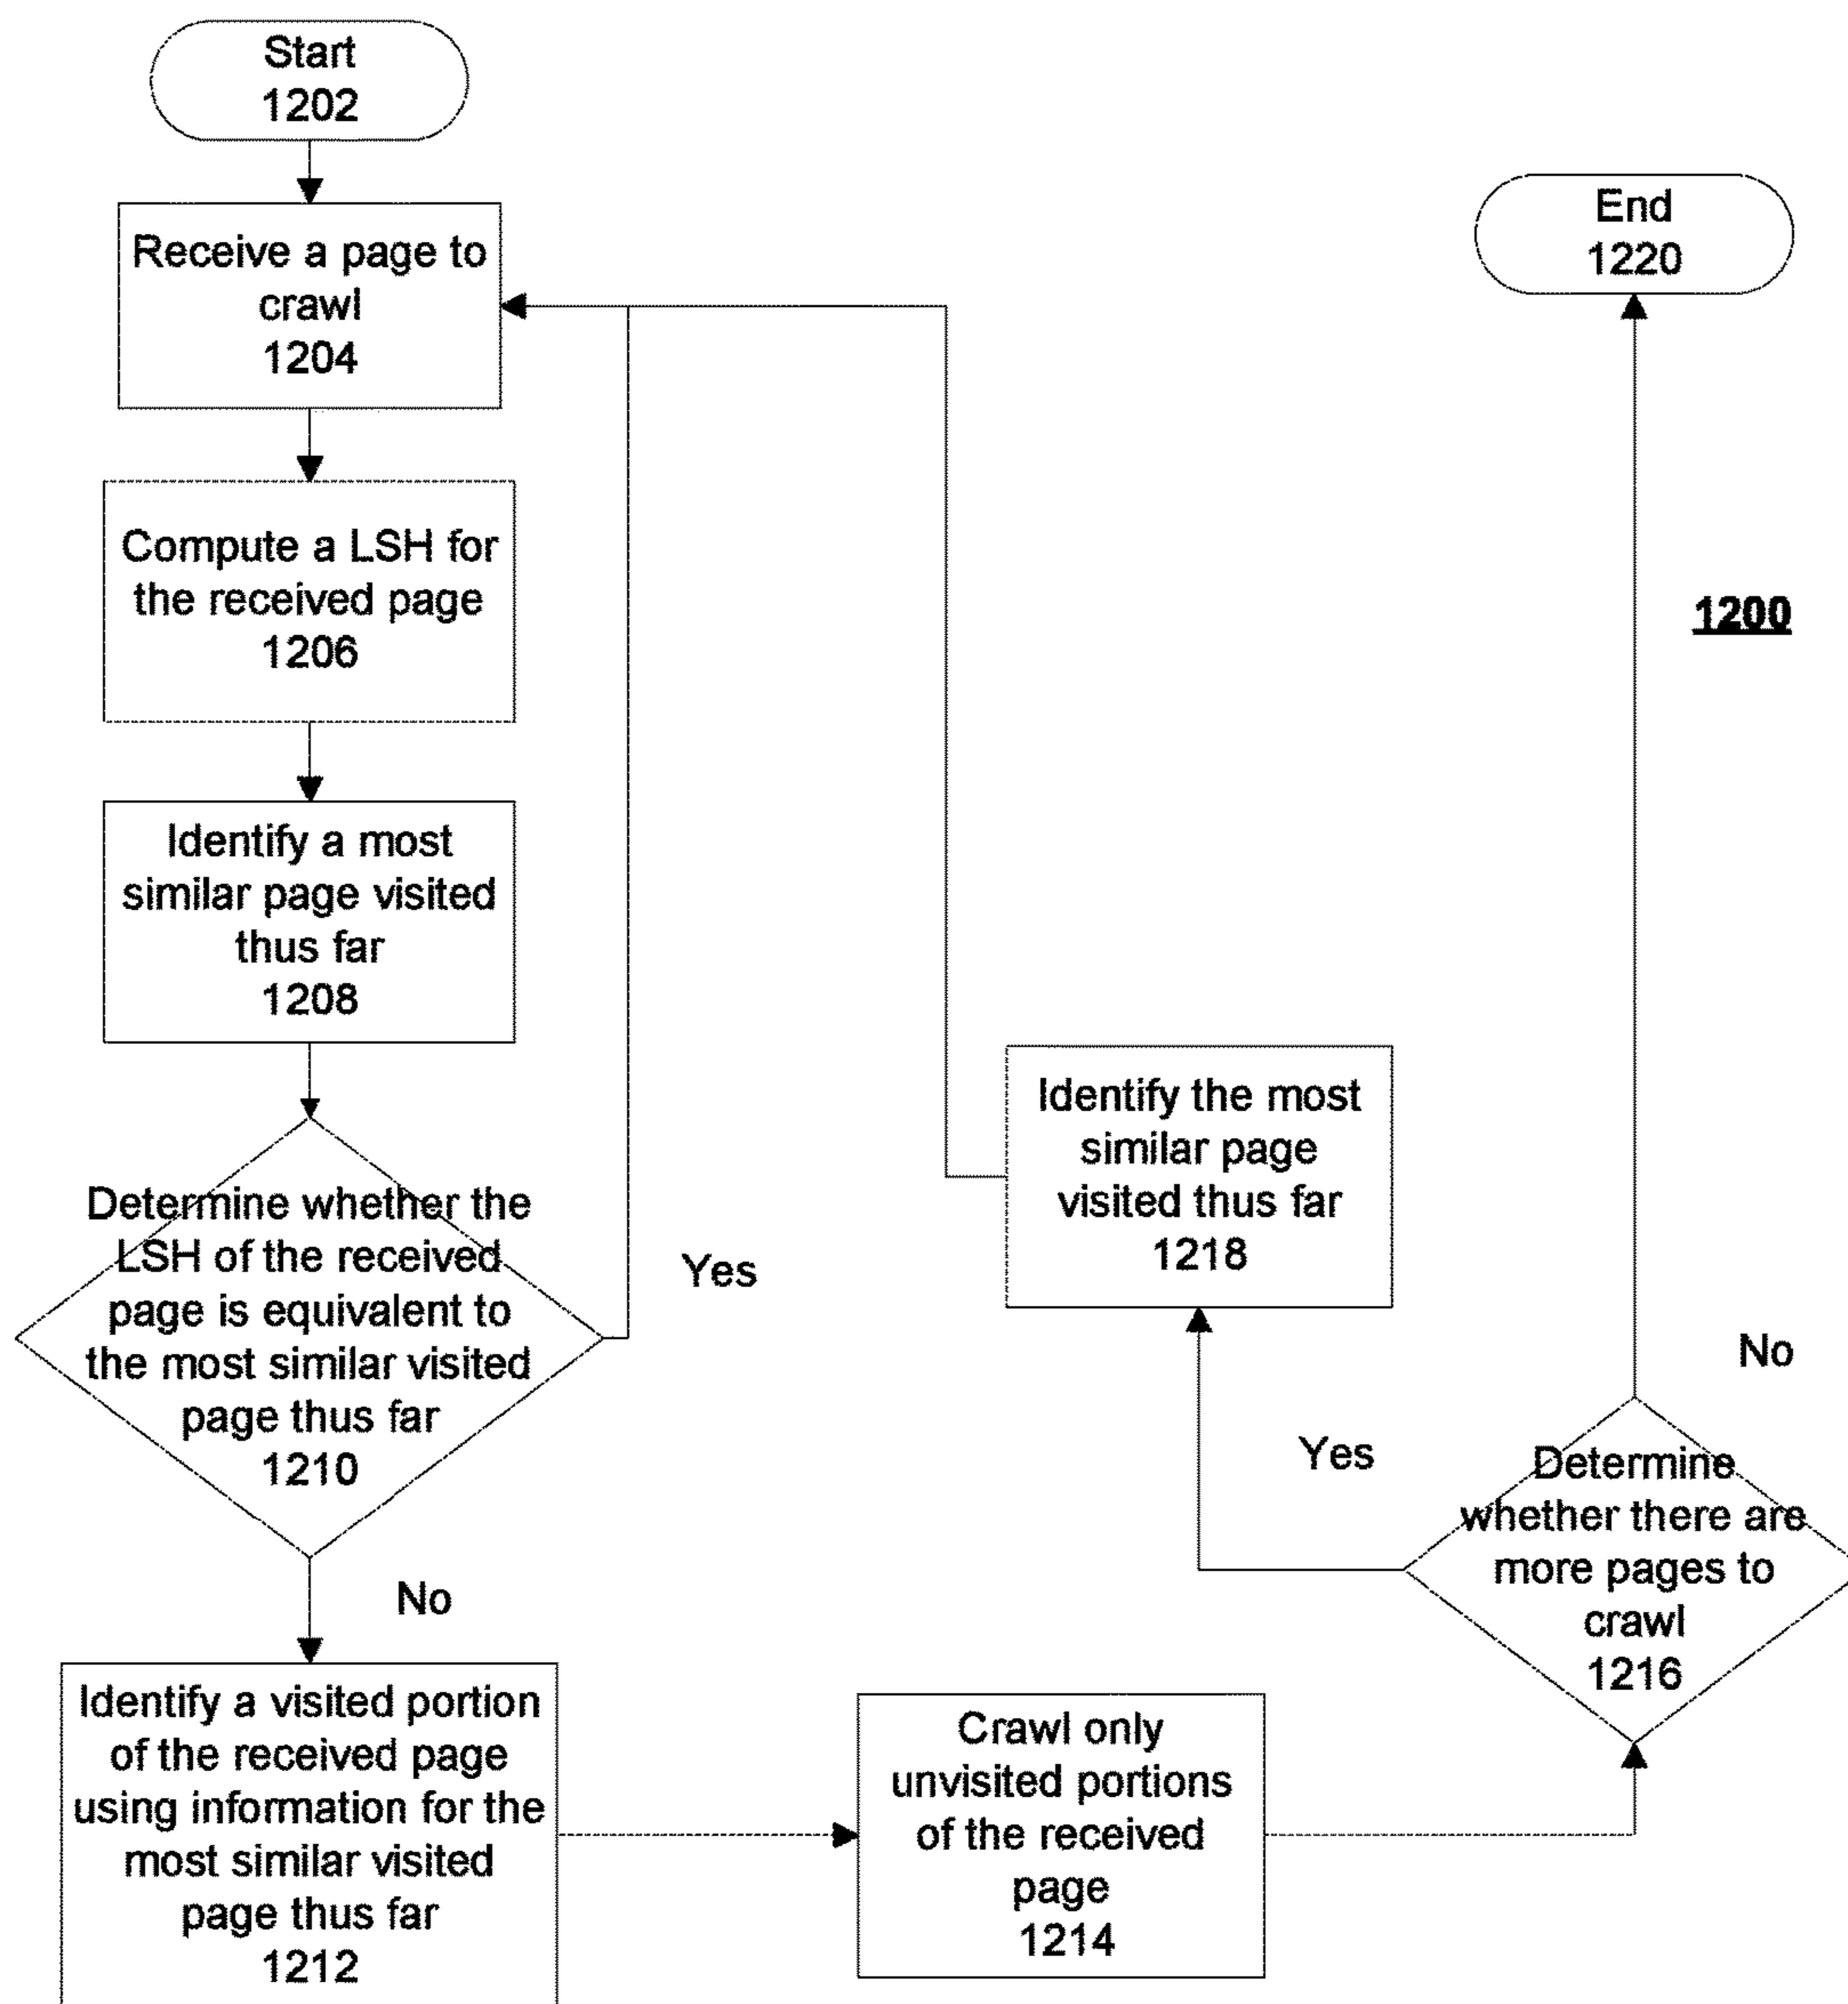 Start
1202
Receive a page to
crawl
1204
Compute a LSH for
the received page
1206
Identify a most
similar page visited
thus far
1208
Determine whether the
LSH of the received
page is equivalent to
the most similar visited
page thus far
1210
Yes
No
Identify a visited portion
of the received page
using information for the
most similar visited
page thus far
1212
Crawl only
unvisited portions
of the received
page
1214
Determine
whether there are
more pages to
crawl
1216
Yes
No
Identify the most
similar page
visited thus far
1218
End
1220
1200